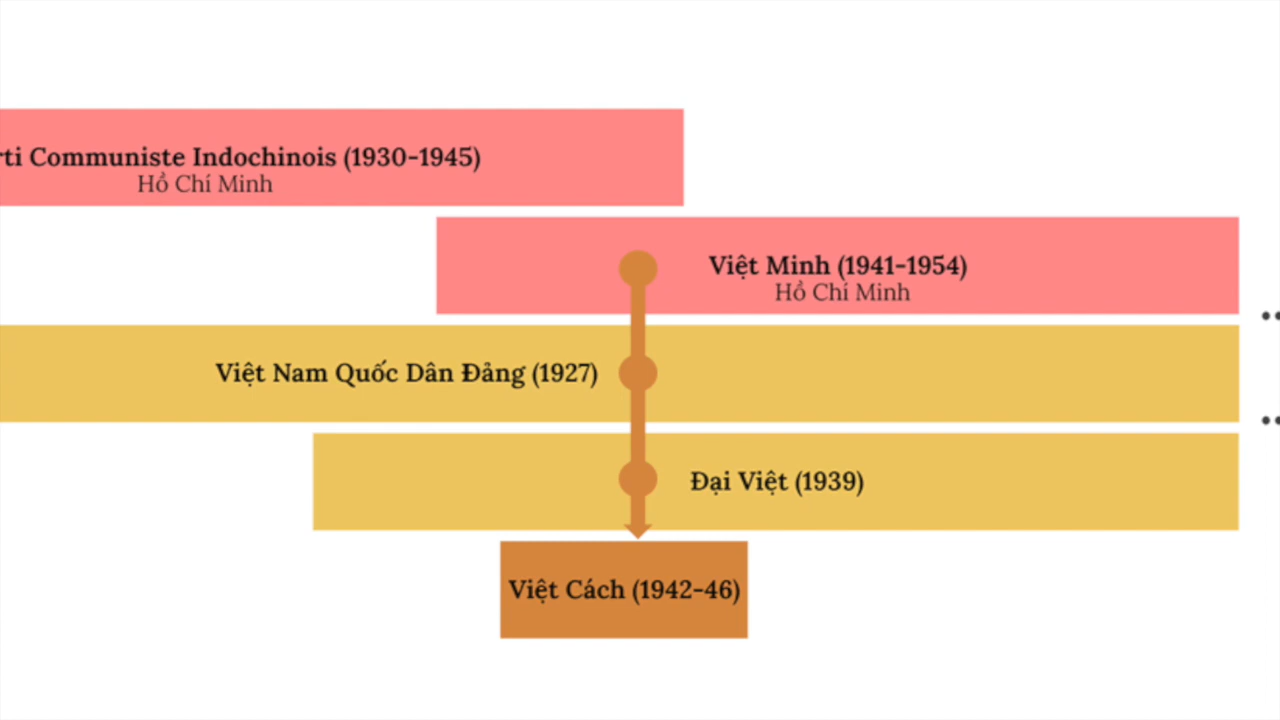 rti Communiste Indochinois (1930-1945)
Hồ Chí Minh
Việt Minh (1941-1954)
Hồ Chí Minh
Việt Nam Quốc Dân Đảng (1927)
Đại Việt (1939)
Việt Cách (1942-46)